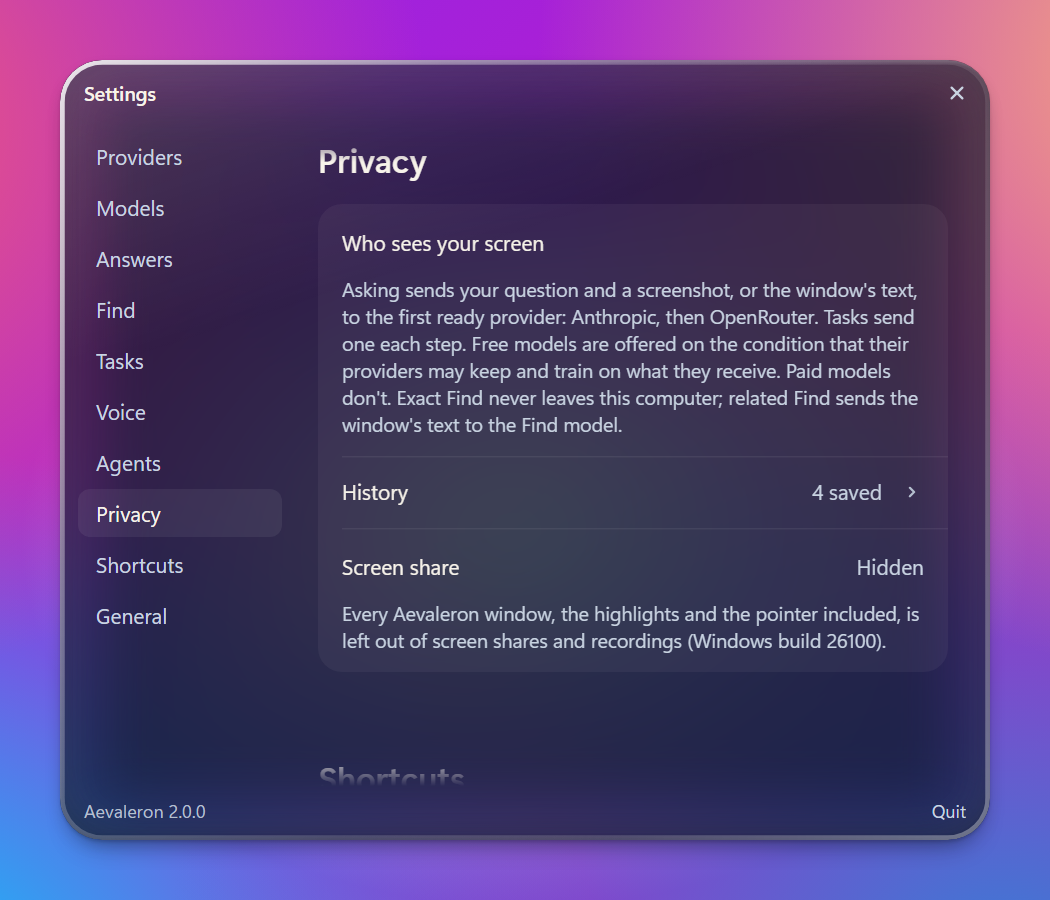 Settings
Providers
Models
Answers
Find
Tasks
Voice
Agents
Privacy
Shortcuts
General
Privacy
Who sees your screen
Asking sends your question and a screenshot, or the window's text,
to the first ready provider: Anthropic, then OpenRouter. Tasks send
one each step. Free models are offered on the condition that their
providers may keep and train on what they receive. Paid models
don't. Exact Find never leaves this computer; related Find sends the
window's text to the Find model.
History 4 saved
Screen share Hidden
Every Aevaleron window, the highlights and the pointer included, is
left out of screen shares and recordings (Windows build 26100).
Shortcuts
Aevaleron 2.0.0
Quit